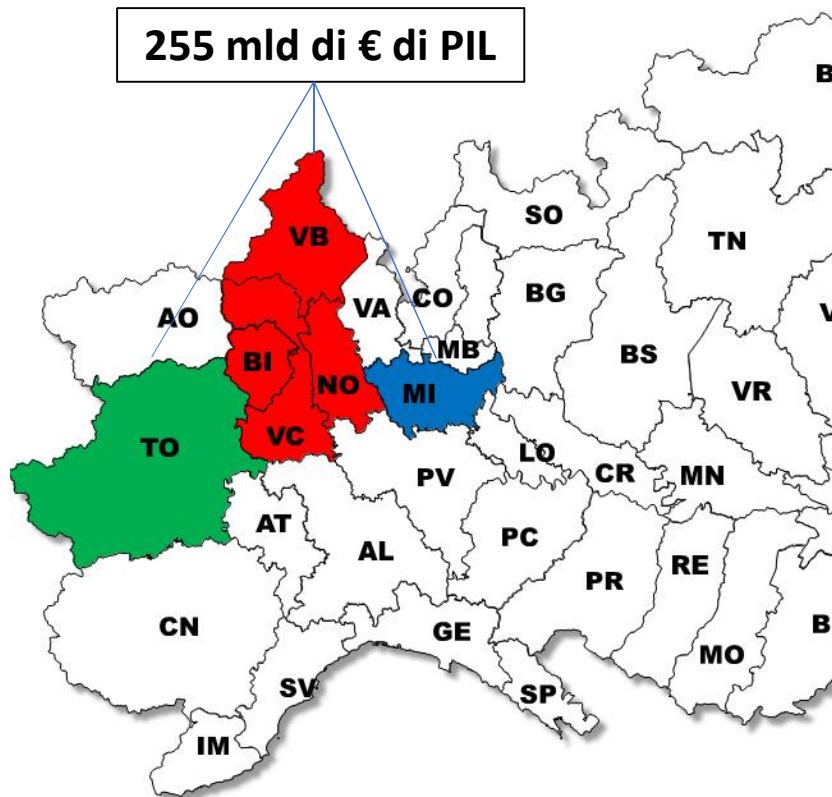 255 mld di € di PIL
B
SO
TN
VB
VA
CO
BG
AO
V
MB
BS
BI
NO
MI
VR
VC
TO
LO
PV
CR
MN
AT
AL
PC
PR
RE
CN
GE
B
MO
SV
SP
IM